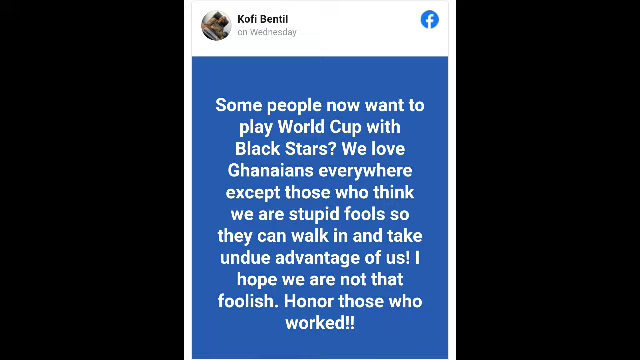 Kofi Bentil
on Wednesday
Some people now want to
play World Cup with
Black Stars? We love
Ghanaians everywhere
except those who think
we are stupid fools so
they can walk in and take
undue advantage of us! I
hope we are not that
foolish. Honor those who
worked!!